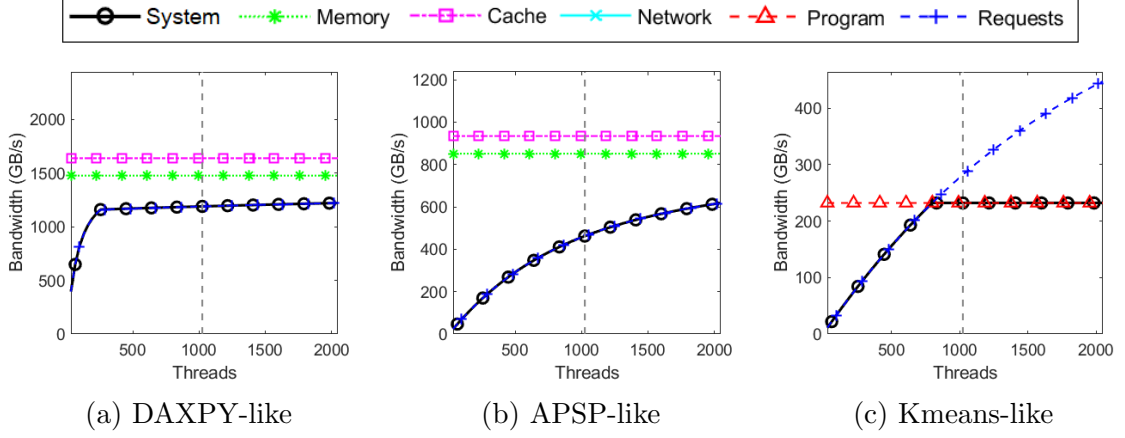 System Memory Cache Network Program Requests
Bandwidth (GB/s)
2000
1500
1000
500
0
500 1000 1500 2000
Threads
(a) DAXPY-like
Bandwidth (GB/s)
1200
1000
800
600
400
200
0
500 1000 1500 2000
Threads
(b) APSP-like
Bandwidth (GB/s)
400
300
200
100
0
500 1000 1500 2000
Threads
(c) Kmeans-like